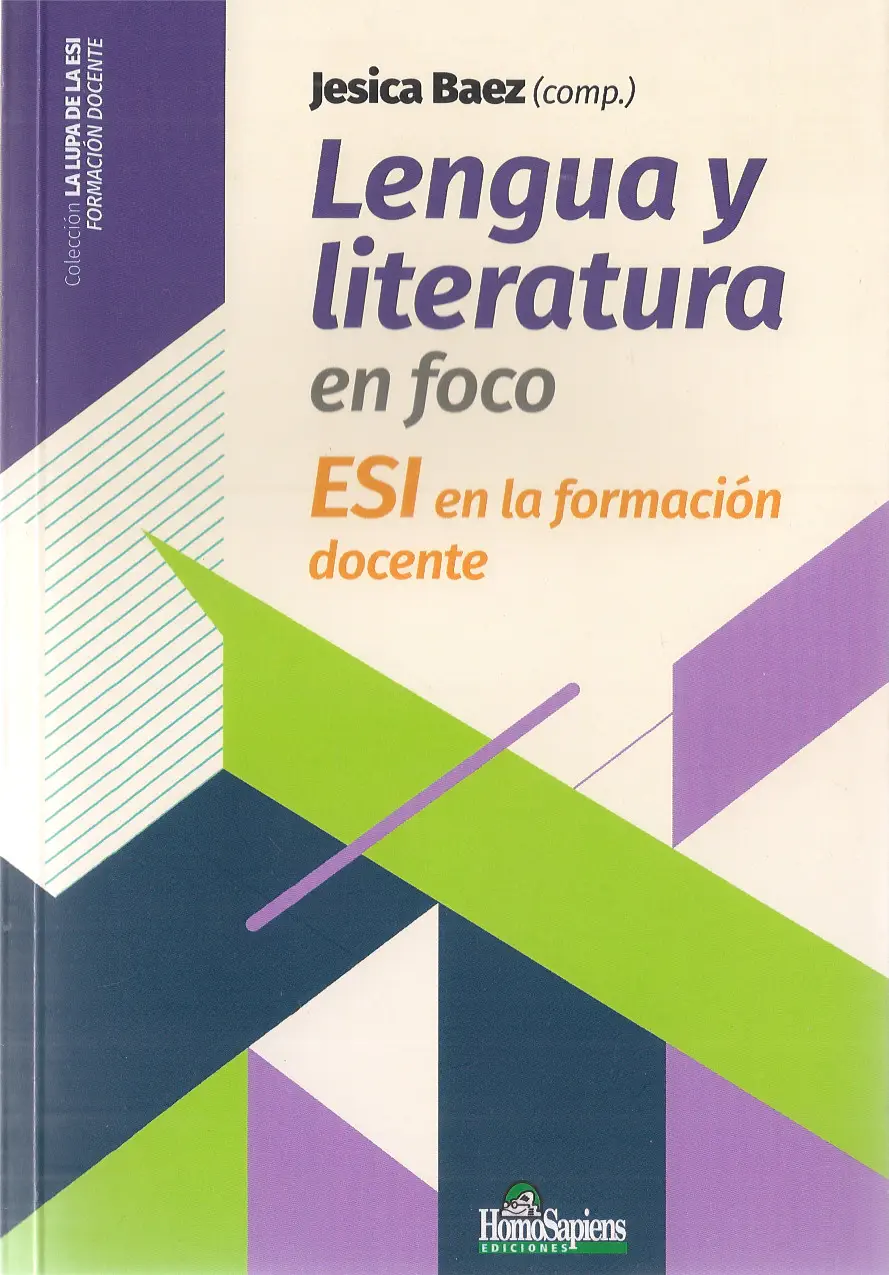 Colección LA LUPA DE LA ESI
FORMACIÓN DOCENTE
Jesica Baez (comp.)
Lengua y
literatura
en foco
ESI en la formación
docente
HomoSapiens
EDICIONES